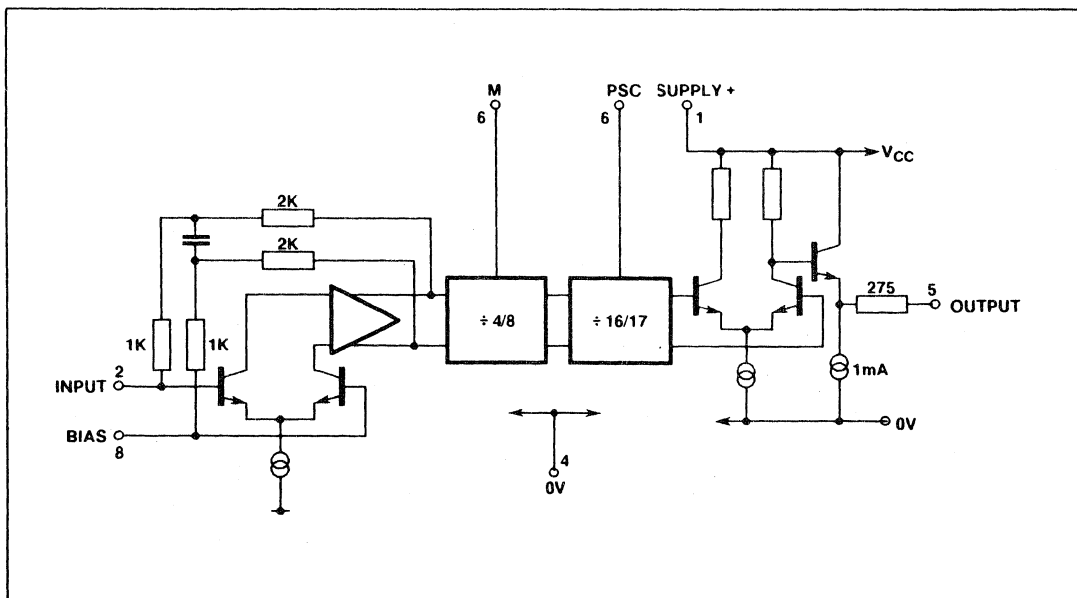 M
6
PSC
6
SUPPLY +
1
VCC
2K
2K
1K
1K
÷ 4/8
÷ 16/17
275
5
OUTPUT
1mA
INPUT
2
BIAS
8
4
0V
0V